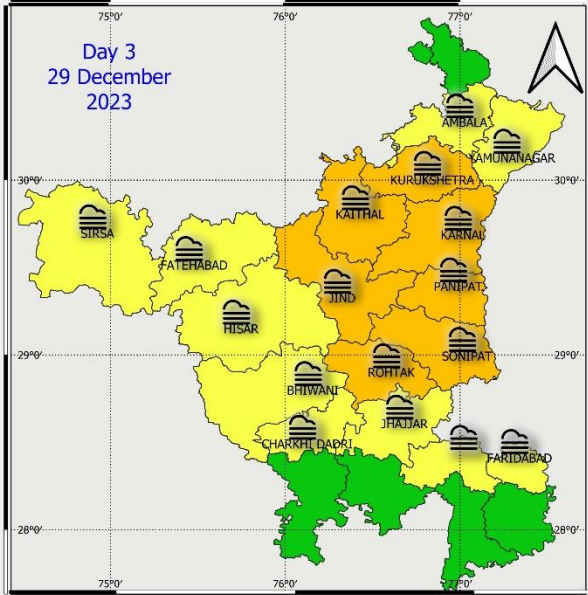 75°0'
76°0'
77°0'
Day 3
29 December
2023
AMBALA
YAMUNANAGAR
30°0'
30°0'
KURUKSHETRA
KAITHAL
SIRSA
KARNAL
FATEHABAD
PANIPAT
JIND
HISAR
29°0'
29°0'
SONIPAT
ROHTAK
BHIWANI
JHAJJAR
CHARKHI DADRI
FARIDABAD
28°0'
28°0'
75°0'
76°0'
77°0'